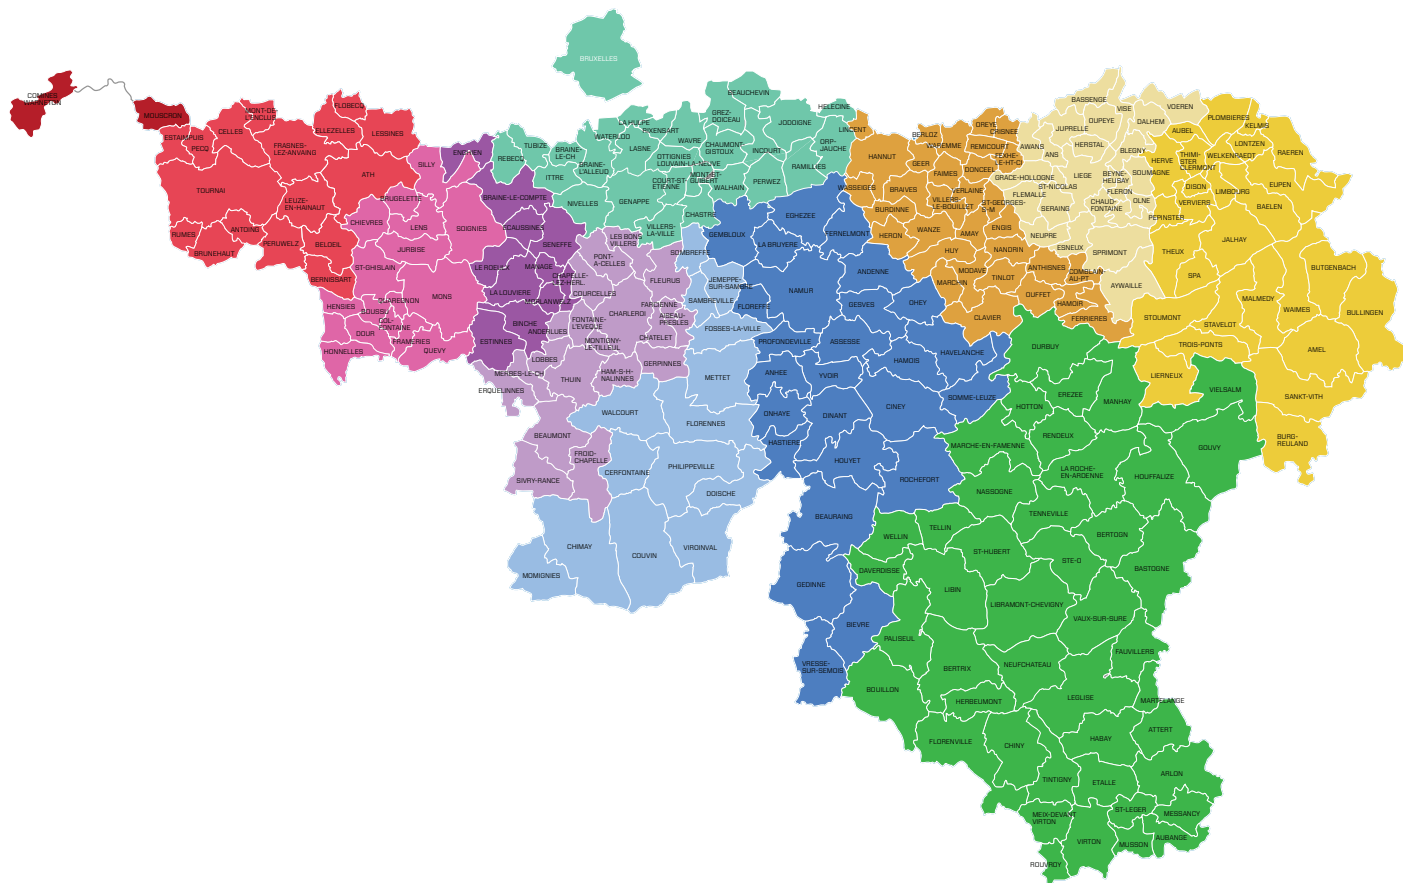 BRUXELLES
COMINES-
WARNETON
MOUSCRON
ESTAIMPUIS
PECQ
CELLES
MONT-DE-
L'ENCLUS
FLOBECQ
ELLEZELLES
LESSINES
FRASNES-
LEZ-ANVAING
ATH
TOURNAI
LEUZE-
EN-HAINAUT
RUMES
ANTOING
BRUNEHAUT
PERUWELZ
BELOEIL
BERNISSART
SILLY
ENGHIEN
BRUGELETTE
CHIEVRES
LENS
SOIGNIES
JURBISE
ST-GHISLAIN
MONS
HENSIES
QUAREGNON
BOUSSU
COL-
FONTAINE
DOUR
FRAMERIES
HONNELLES
QUEVY
BRAINE-LE-COMPTE
ECAUSSINES
SENEFFE
LE ROEULX
MANAGE
CHAPELLE-
LEZ-HERL.
LA LOUVIERE
MORLANWELZ
BINCHE
ESTINNES
ANDERLUES
LES BONS
VILLERS
PONT-
A-CELLES
FLEURUS
COURCELLES
FARCIENNE
CHARLEROI
AISEAU-
PRESLES
FONTAINE-
L'EVEQUE
MONTIGNY-
LE-TILLEUL
CHATELET
LOBBES
GERPINNES
MERBES-LE-CH
THUIN
HAM-S-H-
NALINNES
ERQUELINNES
BEAUMONT
FROID-
CHAPELLE
SIVRY-RANCE
REBECQ
TUBIZE
BRAINE-
LE-CH
ITTRE
BRAINE-
L'ALLEUD
WATERLOO
LA HULPE
RIXENSART
LASNE
WAVRE
OTTIGNIES
LOUVAIN-LA-NEUVE
COURT-ST
ETIENNE
MONT-ST-
GUIBERT
NIVELLES
GENAPPE
VILLERS-
LA-VILLE
CHASTRE
WALHAIN
GREZ-
DOICEAU
BEAUCHEVIN
CHAUMONT-
GISTOUX
INCOURT
JODOIGNE
HELECINE
ORP-
JAUCHE
PERWEZ
RAMILLIES
SOMBREFFE
JEMEPPE-
SUR-SAMBRE
SAMBREVILLE
FOSSES-LA-VILLE
METTET
WALCOURT
FLORENNES
CERFONTAINE
PHILIPPEVILLE
DOISCHE
CHIMAY
COUVIN
VIROINVAL
MOMIGNIES
GEMBLOUX
EGHEZEE
LA BRUYERE
FERNELMONT
NAMUR
ANDENNE
FLOREFFE
GESVES
OHEY
PROFONDEVILLE
ASSESSE
HAMOIS
HAVELANCHE
ANHEE
YVOIR
CINEY
SOMME-LEUZE
ONHAYE
DINANT
HASTIERE
HOUYET
ROCHEFORT
BEAURAING
GEDINNE
BIEVRE
VRESSE-
SUR-SEMOIS
LINCENT
HANNUT
WASSEIGES
BERLOZ
WAREMME
GEER
OREYE
CRISNEE
REMICOURT
FEXHE-
LE-HT-CL
FAIMES
DONCEEL
BRAIVES
VERLAINE
VILLERS-
LE-BOUILLET
ST-GEORGES-
S-M
BURDINNE
HERON
WANZE
AMAY
ENGIS
HUY
NANDRIN
MODAVE
MARCHIN
TINLOT
ANTHISNES
COMBLAIN
AU-PT
OUFFET
HAMOIR
CLAVIER
FERRIERES
BASSENGE
VISE
VOEREN
OUPEYE
DALHEM
JUPRELLE
AWANS
ANS
HERSTAL
BLEGNY
GRACE-HOLLOGNE
LIEGE
BEYNE-
HEUSAY
SOUMAGNE
ST-NICOLAS
FLEMALLE
FLERON
OLNE
CHAUD-
FONTAINE
SERAING
NEUPRE
ESNEUX
SPRIMONT
AYWAILLE
PLOMBIERES
KELMIS
AUBEL
LONTZEN
RAEREN
HERVE
THIMI-
STER
CLERMONT
WELKENRAEDT
DISON
LIMBOURG
EUPEN
VERVIERS
BAELEN
PEPINSTER
THEUX
JALHAY
SPA
BUTGENBACH
MALMEDY
WAIMES
BULLINGEN
STOUMONT
STAVELOT
TROIS-PONTS
AMEL
LIERNEUX
SANKT-VITH
BURG-
REULAND
DURBUY
VIELSALM
EREZEE
MANHAY
HOTTON
GOUVY
MARCHE-EN-FAMENNE
RENDEUX
LA ROCHE-
EN-ARDENNE
HOUFFALIZE
NASSOGNE
TENNEVILLE
TELLIN
WELLIN
ST-HUBERT
BERTOGN
STE-O
BASTOGNE
DAVERDISSE
LIBIN
LIBRAMONT-CHEVIGNY
VAUX-SUR-SURE
PALISEUL
FAUVILLERS
BERTRIX
NEUFCHATEAU
BOUILLON
HERBEUMONT
LEGLISE
MARTELANGE
FLORENVILLE
CHINY
HABAY
ATTERT
TINTIGNY
ETALLE
ARLON
MEIX-DEVANT
VIRTON
ST-LEGER
MESSANCY
VIRTON
MUSSON
AUBANGE
ROUVROY